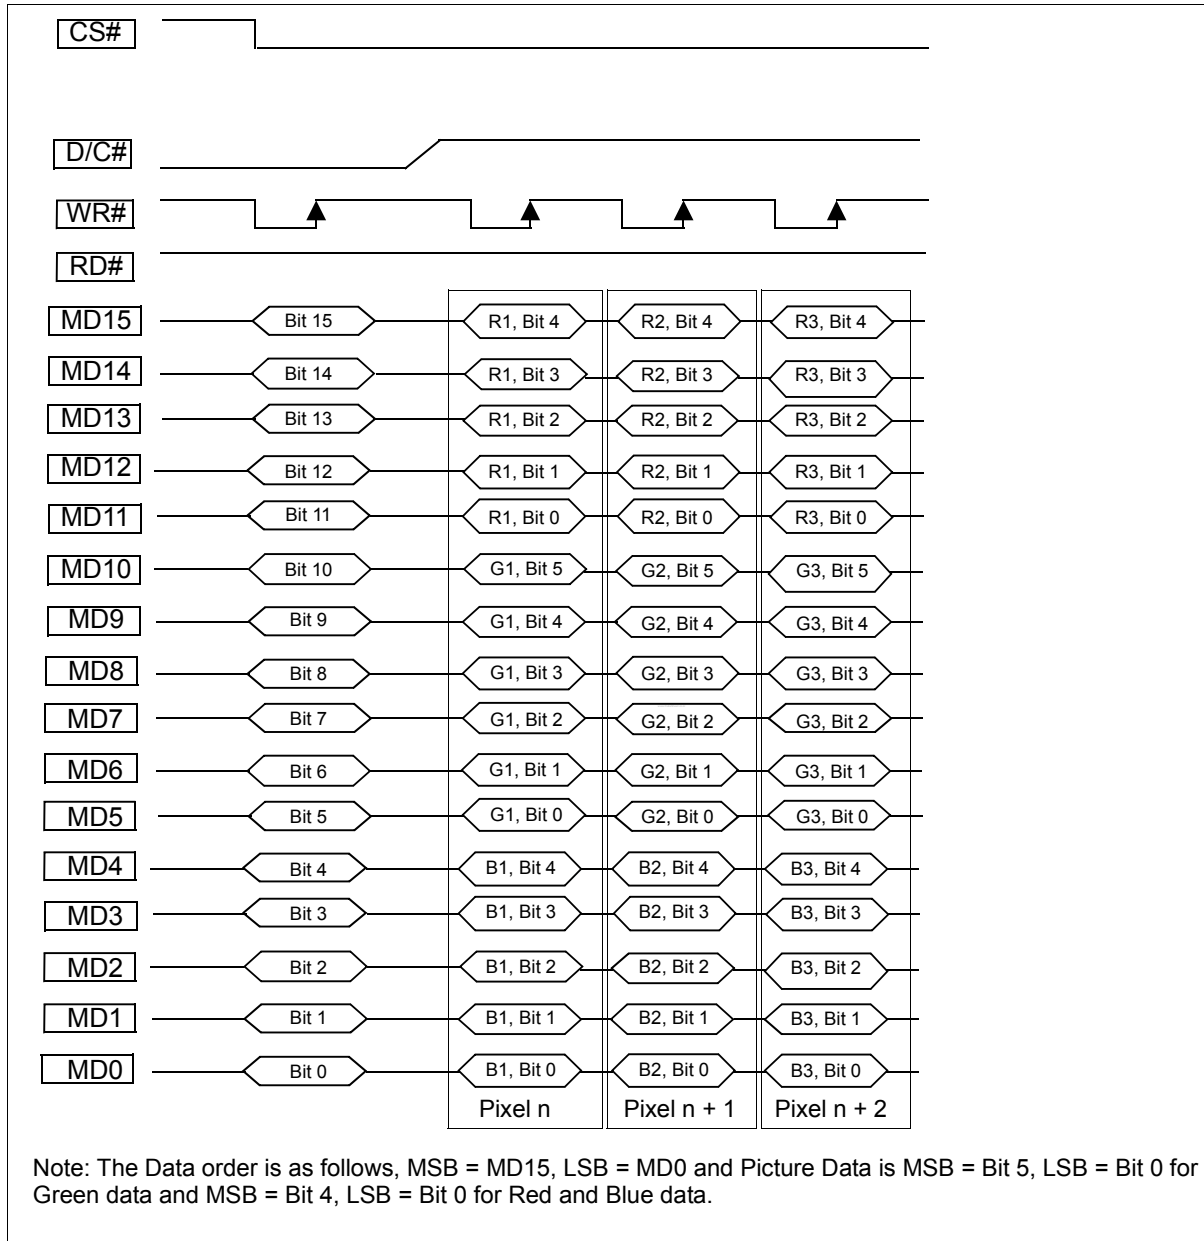 CS#
D/C#
WR#
RD#
MD15 Bit 15 R1, Bit 4 R2, Bit 4 R3, Bit 4
MD14 Bit 14 R1, Bit 3 R2, Bit 3 R3, Bit 3
MD13 Bit 13 R1, Bit 2 R2, Bit 2 R3, Bit 2
MD12 Bit 12 R1, Bit 1 R2, Bit 1 R3, Bit 1
MD11 Bit 11 R1, Bit 0 R2, Bit 0 R3, Bit 0
MD10 Bit 10 G1, Bit 5 G2, Bit 5 G3, Bit 5
MD9 Bit 9 G1, Bit 4 G2, Bit 4 G3, Bit 4
MD8 Bit 8 G1, Bit 3 G2, Bit 3 G3, Bit 3
MD7 Bit 7 G1, Bit 2 G2, Bit 2 G3, Bit 2
MD6 Bit 6 G1, Bit 1 G2, Bit 1 G3, Bit 1
MD5 Bit 5 G1, Bit 0 G2, Bit 0 G3, Bit 0
MD4 Bit 4 B1, Bit 4 B2, Bit 4 B3, Bit 4
MD3 Bit 3 B1, Bit 3 B2, Bit 3 B3, Bit 3
MD2 Bit 2 B1, Bit 2 B2, Bit 2 B3, Bit 2
MD1 Bit 1 B1, Bit 1 B2, Bit 1 B3, Bit 1
MD0 Bit 0 B1, Bit 0 B2, Bit 0 B3, Bit 0
Pixel n Pixel n + 1 Pixel n + 2
Note: The Data order is as follows, MSB = MD15, LSB = MD0 and Picture Data is MSB = Bit 5, LSB = Bit 0 for
Green data and MSB = Bit 4, LSB = Bit 0 for Red and Blue data.